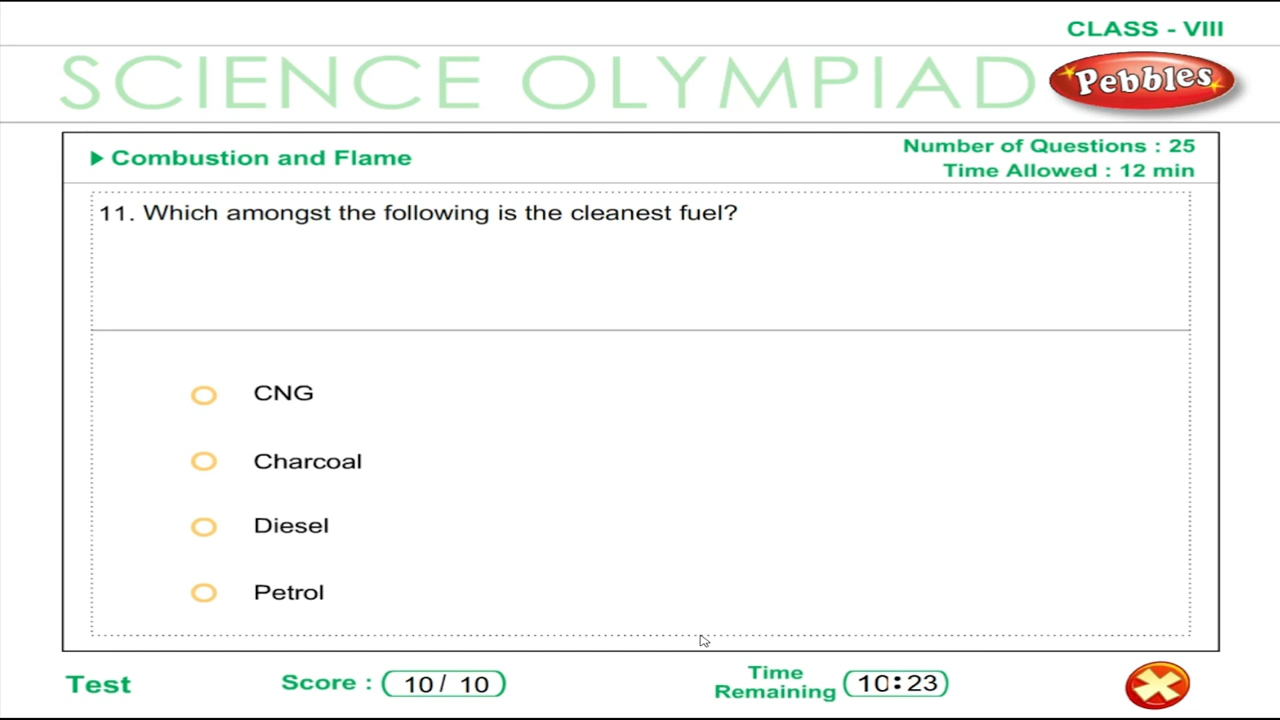 CLASS - VIII
SCIENCE OLYMPIAD
Pebbles
Combustion and Flame
Number of Questions : 25
Time Allowed : 12 min
11. Which amongst the following is the cleanest fuel?
CNG
Charcoal
Diesel
Petrol
Test
Score : 10 / 10
Time
Remaining 10:23